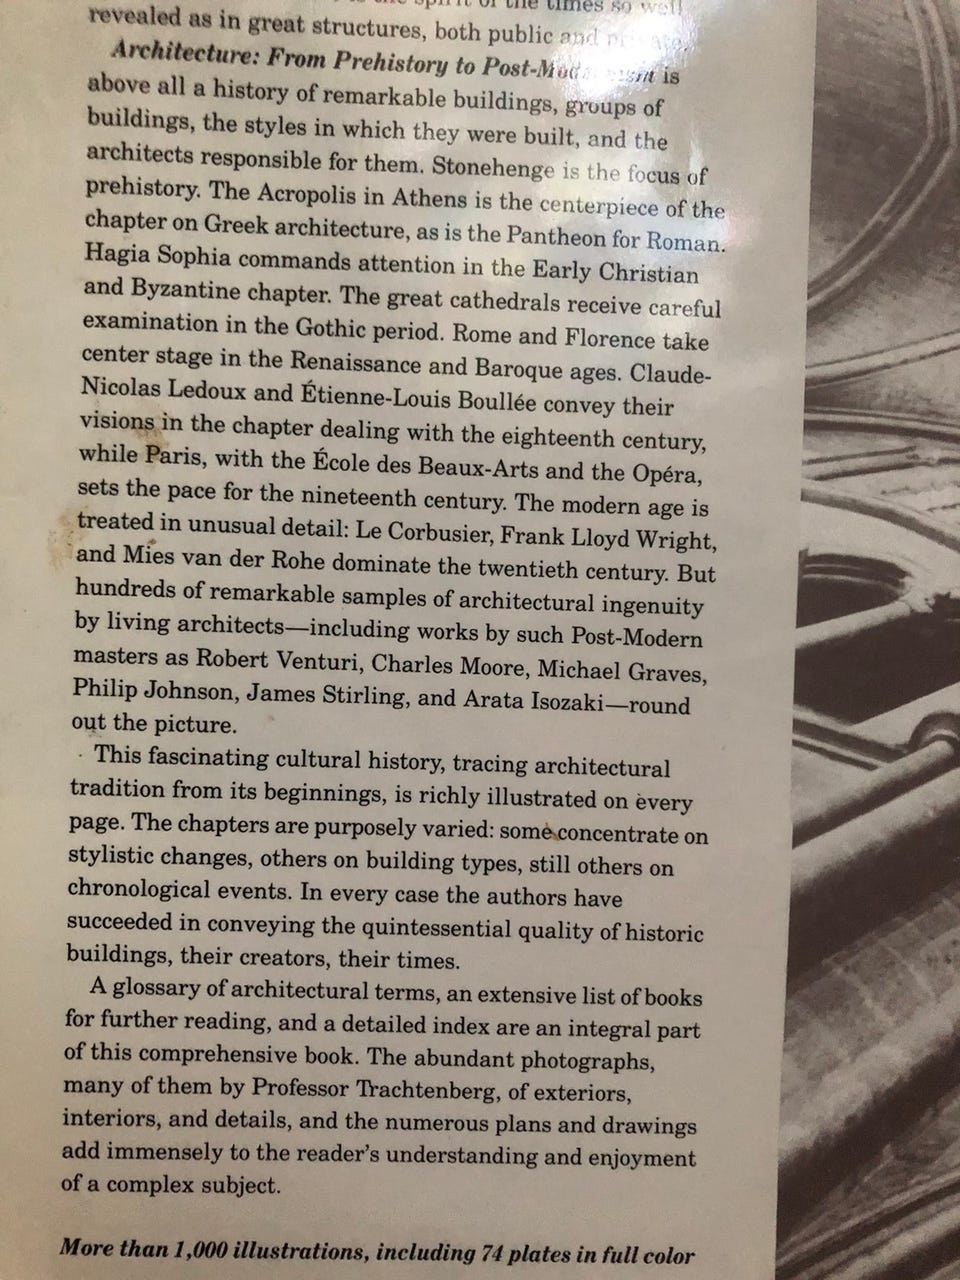 the spirit of the times so well
revealed as in great structures, both public and private.
Architecture: From Prehistory to Post-Modernism is
above all a history of remarkable buildings, groups of
buildings, the styles in which they were built, and the
architects responsible for them. Stonehenge is the focus of
prehistory. The Acropolis in Athens is the centerpiece of the
chapter on Greek architecture, as is the Pantheon for Roman.
Hagia Sophia commands attention in the Early Christian
and Byzantine chapter. The great cathedrals receive careful
examination in the Gothic period. Rome and Florence take
center stage in the Renaissance and Baroque ages. Claude-
Nicolas Ledoux and Étienne-Louis Boullée convey their
visions in the chapter dealing with the eighteenth century,
while Paris, with the École des Beaux-Arts and the Opéra,
sets the pace for the nineteenth century. The modern age is
treated in unusual detail: Le Corbusier, Frank Lloyd Wright,
and Mies van der Rohe dominate the twentieth century. But
hundreds of remarkable samples of architectural ingenuity
by living architects—including works by such Post-Modern
masters as Robert Venturi, Charles Moore, Michael Graves,
Philip Johnson, James Stirling, and Arata Isozaki—round
out the picture.
This fascinating cultural history, tracing architectural
tradition from its beginnings, is richly illustrated on every
page. The chapters are purposely varied: some concentrate on
stylistic changes, others on building types, still others on
chronological events. In every case the authors have
succeeded in conveying the quintessential quality of historic
buildings, their creators, their times.
A glossary of architectural terms, an extensive list of books
for further reading, and a detailed index are an integral part
of this comprehensive book. The abundant photographs,
many of them by Professor Trachtenberg, of exteriors,
interiors, and details, and the numerous plans and drawings
add immensely to the reader's understanding and enjoyment
of a complex subject.
More than 1,000 illustrations, including 74 plates in full color